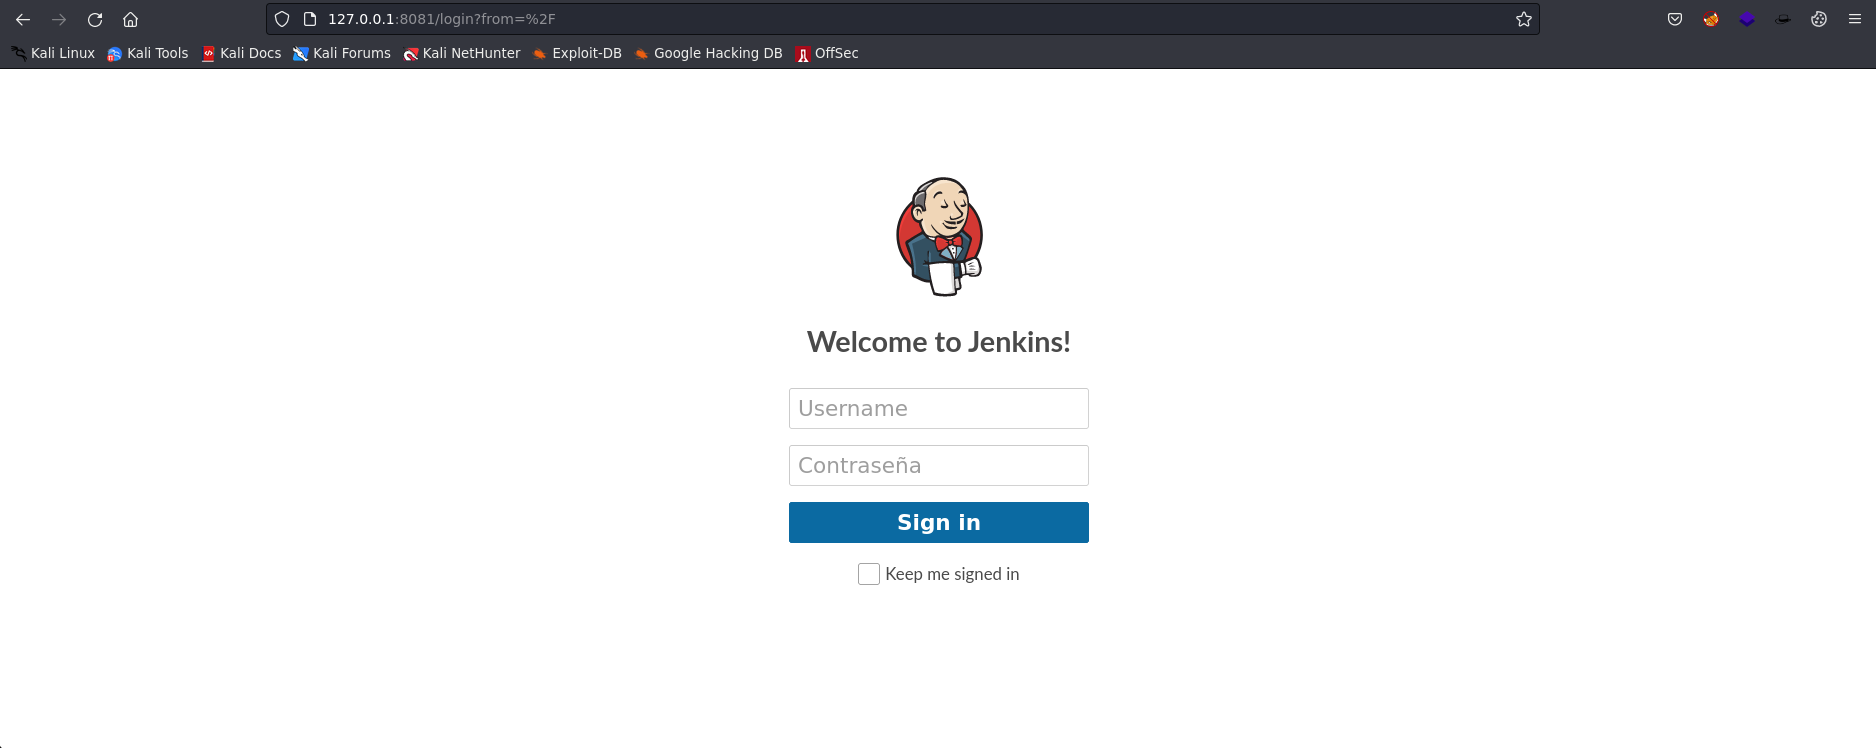 127.0.0.1:8081/login?from=%2F
Kali Linux Kali Tools Kali Docs Kali Forums Kali NetHunter Exploit-DB Google Hacking DB OffSec
Welcome to Jenkins!
Username
Contraseña
Sign in
Keep me signed in